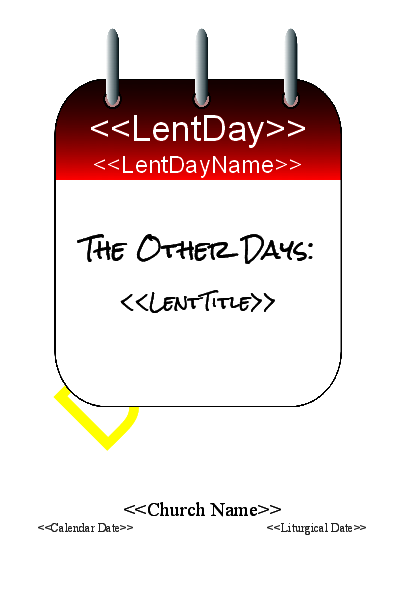 <<LentDay>>
<<LentDayName>>
The Other Days:
<<LentTitle>>
<<Church Name>>
<<Calendar Date>> <<Liturgical Date>>